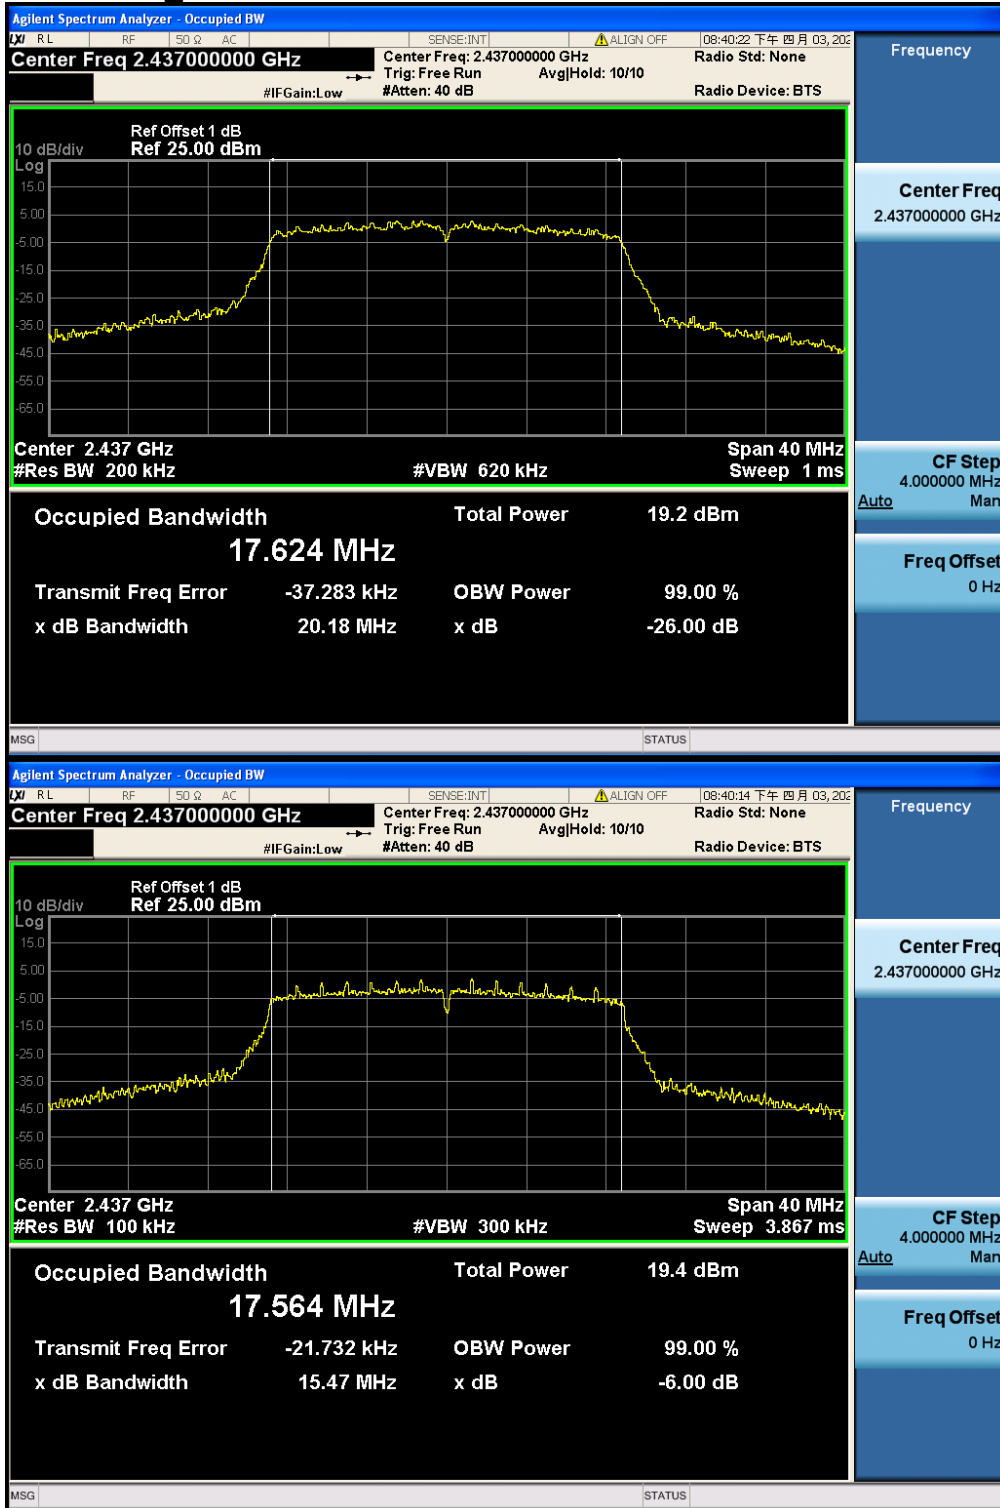 Agilent Spectrum Analyzer - Occupied BW
LXI RL RF 50 Ω AC SENSE:INT ALIGN OFF 08:40:22 下午 四月 03, 202
Center Freq 2.437000000 GHz Center Freq: 2.437000000 GHz Radio Std: None Frequency
Trig: Free Run Avg|Hold: 10/10
#IFGain:Low #Atten: 40 dB Radio Device: BTS
Ref Offset 1 dB
10 dB/div Ref 25.00 dBm
Log
15.0
Center Freq
2.437000000 GHz
5.00
-5.00
-15.0
-25.0
-35.0
-45.0
-55.0
-65.0
Center 2.437 GHz Span 40 MHz
#Res BW 200 kHz #VBW 620 kHz Sweep 1 ms
CF Step
4.000000 MHz
Auto Man
Occupied Bandwidth Total Power 19.2 dBm
17.624 MHz
Freq Offset
0 Hz
Transmit Freq Error -37.283 kHz OBW Power 99.00 %
x dB Bandwidth 20.18 MHz x dB -26.00 dB
MSG STATUS
Agilent Spectrum Analyzer - Occupied BW
LXI RL RF 50 Ω AC SENSE:INT ALIGN OFF 08:40:14 下午 四月 03, 202
Center Freq 2.437000000 GHz Center Freq: 2.437000000 GHz Radio Std: None Frequency
Trig: Free Run Avg|Hold: 10/10
#IFGain:Low #Atten: 40 dB Radio Device: BTS
Ref Offset 1 dB
10 dB/div Ref 25.00 dBm
Log
15.0
Center Freq
2.437000000 GHz
5.00
-5.00
-15.0
-25.0
-35.0
-45.0
-55.0
-65.0
Center 2.437 GHz Span 40 MHz
#Res BW 100 kHz #VBW 300 kHz Sweep 3.867 ms
CF Step
4.000000 MHz
Auto Man
Occupied Bandwidth Total Power 19.4 dBm
17.564 MHz
Freq Offset
0 Hz
Transmit Freq Error -21.732 kHz OBW Power 99.00 %
x dB Bandwidth 15.47 MHz x dB -6.00 dB
MSG STATUS